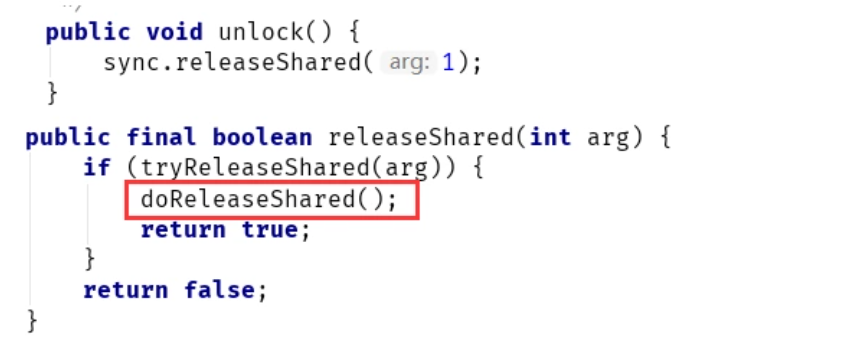 */
public void unlock() {
sync.releaseShared( arg: 1);
}
public final boolean releaseShared(int arg) {
if (tryReleaseShared(arg)) {
doReleaseShared();
return true;
}
return false;
}